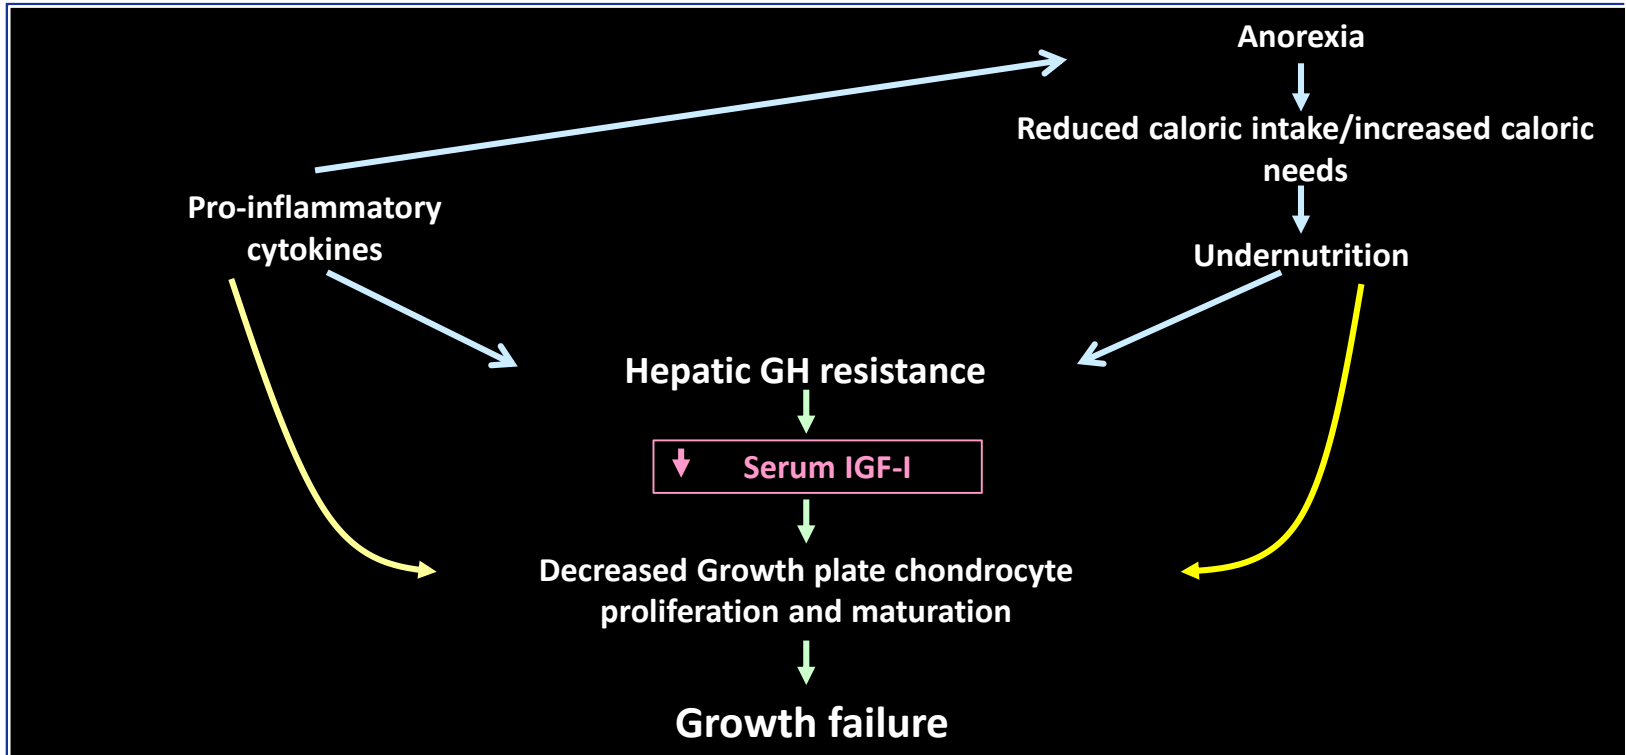 Anorexia
Reduced caloric intake/increased caloric
needs
Pro-inflammatory
cytokines
Undernutrition
Hepatic GH resistance
Serum IGF-I
Decreased Growth plate chondrocyte
proliferation and maturation
Growth failure